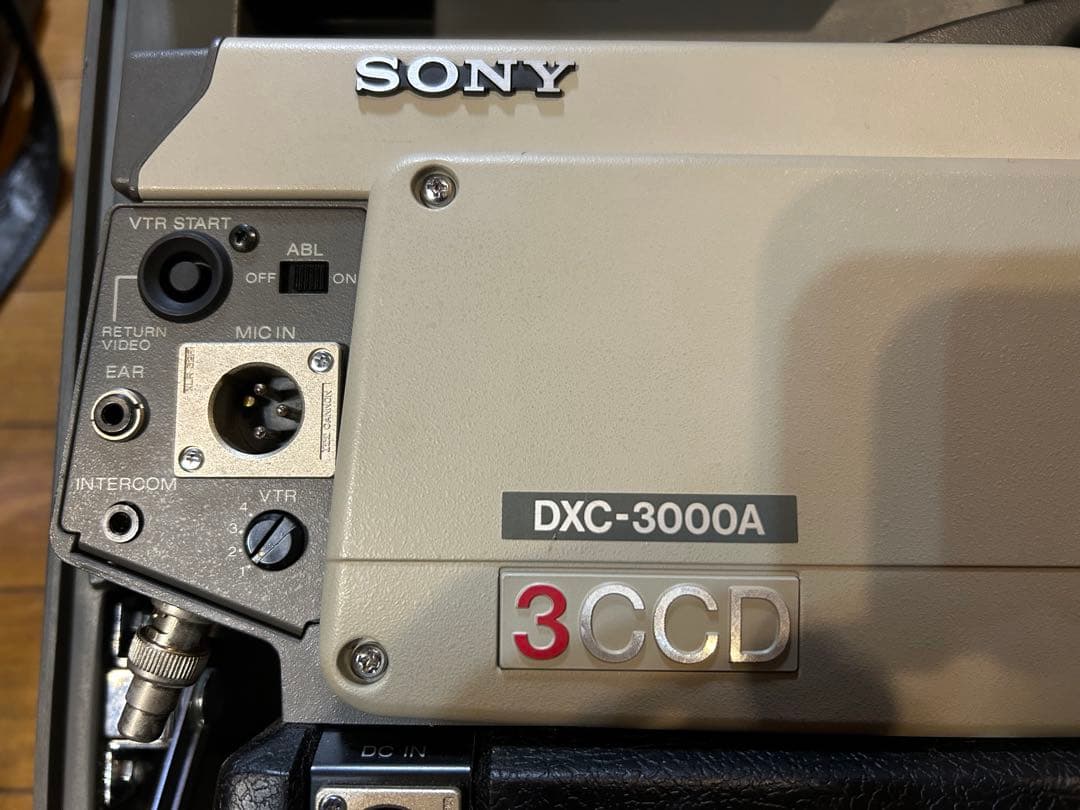 SONY
VTR START
ABL
OFF ON
RETURN
VIDEO
MIC IN
EAR
INTERCOM
VTR
4
3
2
1
DXC-3000A
3CCD
DC IN